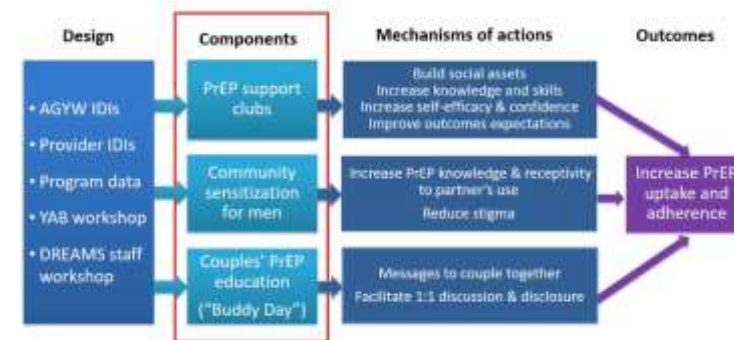 Design
Components
Mechanisms of actions
Outcomes
• AGYW IDIs
• Provider IDIs
• Program data
• YAB workshop
• DREAMS staff
workshop
PrEP support
clubs
Community
sensitization
for men
Couples' PrEP
education
("Buddy Day")
Build social assets
Increase knowledge and skills
Increase self-efficacy & confidence
Improve outcomes expectations
Increase PrEP knowledge & receptivity
to partner's use
Reduce stigma
Messages to couple together
Facilitate 1:1 discussion & disclosure
Increase PrEP
uptake and
adherence